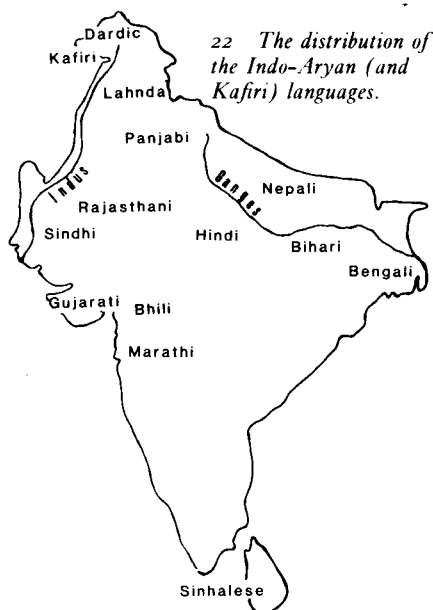 22 The distribution of
the Indo-Aryan (and
Kafiri) languages.
Dardic
Kafiri
Lahnda
Panjabi
Indus
Ganges
Nepali
Rajasthani
Sindhi
Hindi
Bihari
Bengali
Gujarati
Bhili
Marathi
Sinhalese